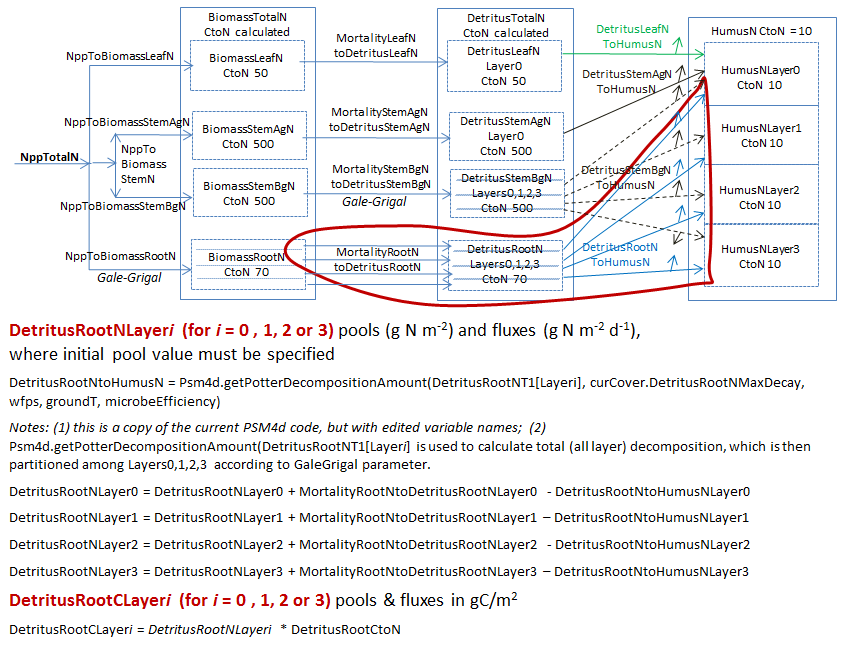 BiomassTotalN
CtoN calculated
BiomassLeafN
CtoN 50
BiomassStemAgN
CtoN 500
BiomassStemBgN
CtoN 500
BiomassRootN
CtoN 70
NppToBiomassLeafN
NppToBiomassStemAgN
NppTo
Biomass
StemN
NppTotalN
NppToBiomassStemBgN
NppToBiomassRootN
Gale-Grigal
MortalityLeafN
toDetritusLeafN
MortalityStemAgN
toDetritusStemAgN
MortalityStemBgN
toDetritusStemBgN
Gale-Grigal
MortalityRootN
toDetritusRootN
DetritusTotalN
CtoN calculated
DetritusLeafN
Layer0
CtoN 50
DetritusStemAgN
Layer0
CtoN 500
DetritusStemBgN
Layers0,1,2,3
CtoN 500
DetritusRootN
Layers0,1,2,3
CtoN 70
DetritusLeafN
ToHumusN
DetritusStemAgN
ToHumusN
DetritusStemBgN
ToHumusN
DetritusRootN
ToHumusN
HumusN CtoN =10
HumusNLayer0
CtoN 10
HumusNLayer1
CtoN 10
HumusNLayer2
CtoN 10
HumusNLayer3
CtoN 10
DetritusRootNLayeri (for i = 0 , 1, 2 or 3) pools (g N m-2) and fluxes (g N m-2 d-1),
where initial pool value must be specified
DetritusRootNtoHumusN = Psm4d.getPotterDecompositionAmount(DetritusRootNT1[Layeri], curCover.DetritusRootNMaxDecay,
wfps, groundT, microbeEfficiency)
Notes: (1) this is a copy of the current PSM4d code, but with edited variable names; (2)
Psm4d.getPotterDecompositionAmount(DetritusRootNT1[Layeri] is used to calculate total (all layer) decomposition, which is then
partitioned among Layers0,1,2,3 according to GaleGrigal parameter.
DetritusRootNLayer0 = DetritusRootNLayer0 + MortalityRootNtoDetritusRootNLayer0 - DetritusRootNtoHumusNLayer0
DetritusRootNLayer1 = DetritusRootNLayer1 + MortalityRootNtoDetritusRootNLayer1 – DetritusRootNtoHumusNLayer1
DetritusRootNLayer2 = DetritusRootNLayer2 + MortalityRootNtoDetritusRootNLayer2 - DetritusRootNtoHumusNLayer2
DetritusRootNLayer3 = DetritusRootNLayer3 + MortalityRootNtoDetritusRootNLayer3 – DetritusRootNtoHumusNLayer3
DetritusRootCLayeri (for i = 0 , 1, 2 or 3) pools & fluxes in gC/m2
DetritusRootCLayeri = DetritusRootNLayeri * DetritusRootCtoN